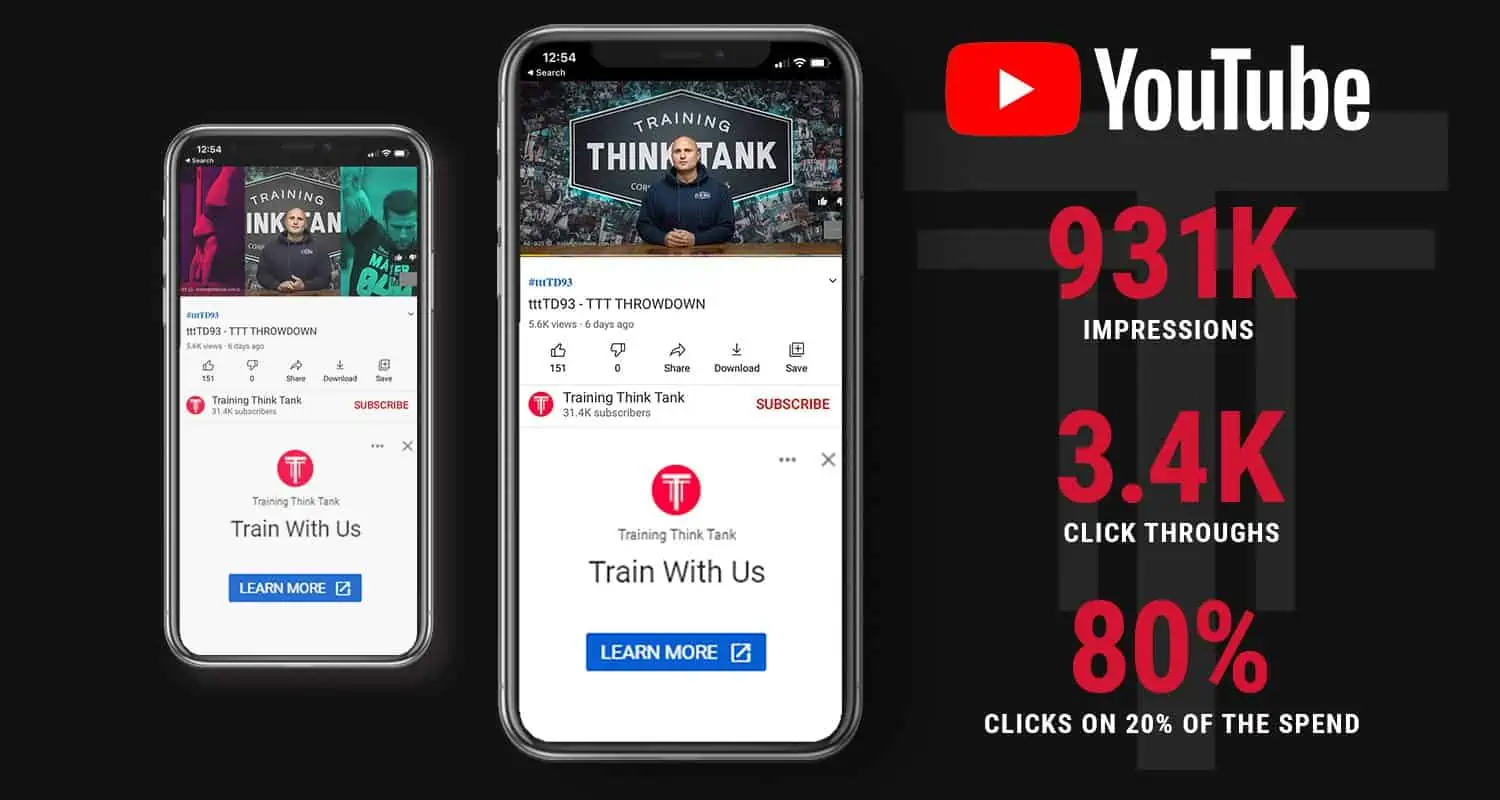 12:54
Search
TRAINING
INK TAN
#tttTD93
tttTD93 - TTT THROWDOWN
5.6K views · 6 days ago
151
0
Share
Download
Save
Training Think Tank
31.4K subscribers
SUBSCRIBE
Training Think Tank
Train With Us
LEARN MORE
12:54
Search
TRAINING
THINK TANK
#tttTD93
tttTD93 - TTT THROWDOWN
5.6K views · 6 days ago
151
0
Share
Download
Save
Training Think Tank
31.4K subscribers
SUBSCRIBE
Training Think Tank
Train With Us
LEARN MORE
YouTube
931K
IMPRESSIONS
3.4K
CLICK THROUGHS
80%
CLICKS ON 20% OF THE SPEND